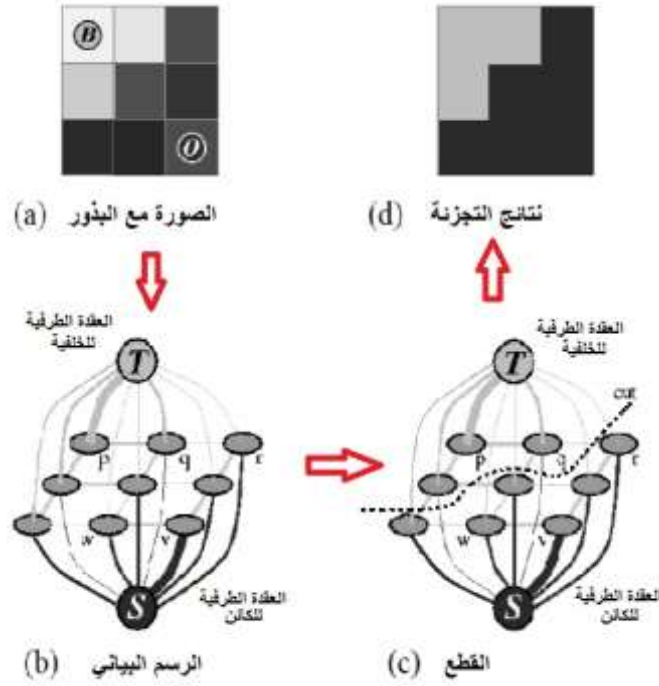 B
O
(a) الصورة مع البذور
(d) نتائج التجزئة
العقدة الطرفية
للخلفية
T
p
q
r
w
v
S
العقدة الطرفية
للكائن
(b) الرسم البياني
العقدة الطرفية
للخلفية
T
cut
p
q
r
w
v
S
العقدة الطرفية
للكائن
(c) القطع